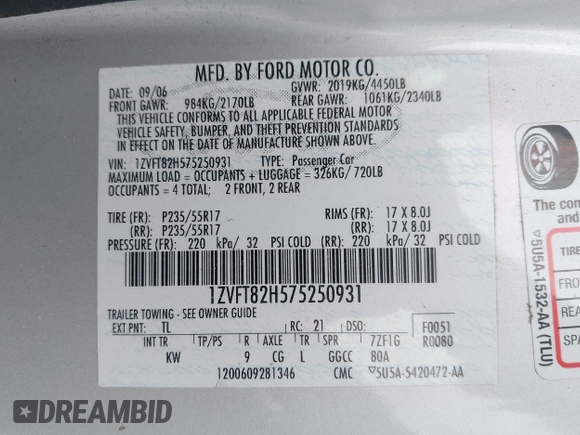 MFD. BY FORD MOTOR CO.
DATE: 09/06
GVWR: 2019KG/4450LB
FRONT GAWR: 984KG/2170LB
REAR GAWR: 1061KG/2340LB
THIS VEHICLE CONFORMS TO ALL APPLICABLE FEDERAL MOTOR
VEHICLE SAFETY, BUMPER, AND THEFT PREVENTION STANDARDS
IN EFFECT ON THE DATE OF MANUFACTURE SHOWN ABOVE.
VIN: 1ZVFT82H575250931 TYPE: Passenger Car
MAXIMUM LOAD = OCCUPANTS + LUGGAGE = 326KG/ 720LB
OCCUPANTS = 4 TOTAL; 2 FRONT, 2 REAR
TIRE (FR): P235/55R17 RIMS (FR): 17 X 8.0J
(RR): P235/55R17 (RR): 17 X 8.0J
PRESSURE (FR): 220 kPa/ 32 PSI COLD (RR): 220 kPa/ 32 PSI COLD
1ZVFT82H575250931
TRAILER TOWING - SEE OWNER GUIDE
EXT PNT: TL RC: 21 DSO: F0051
INT TR TP/PS R AXLE TR SPR 7ZF1G R0080
KW 9 CG L GGCC 80A
1200609281346 CMC ▽5U5A-5420472-AA
The con
and
TIRE
FRO
REA
SPA
▽5U5A-1532-AA (TLU)
DREAMBID